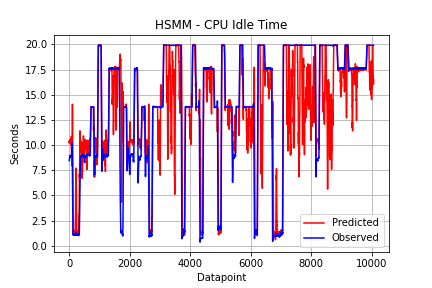 HSMM - CPU Idle Time
20.0
17.5
15.0
12.5
10.0
7.5
5.0
2.5
0.0
Seconds
0 2000 4000 6000 8000 10000
Datapoint
Predicted
Observed